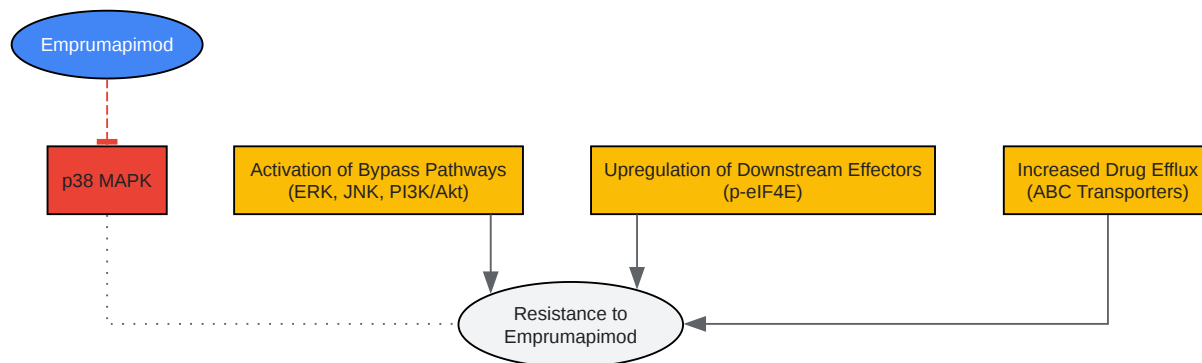 Emprumapimod
p38 MAPK
Activation of Bypass Pathways
(ERK, JNK, PI3K/Akt)
Upregulation of Downstream Effectors
(p-eIF4E)
Increased Drug Efflux
(ABC Transporters)
Resistance to
Emprumapimod